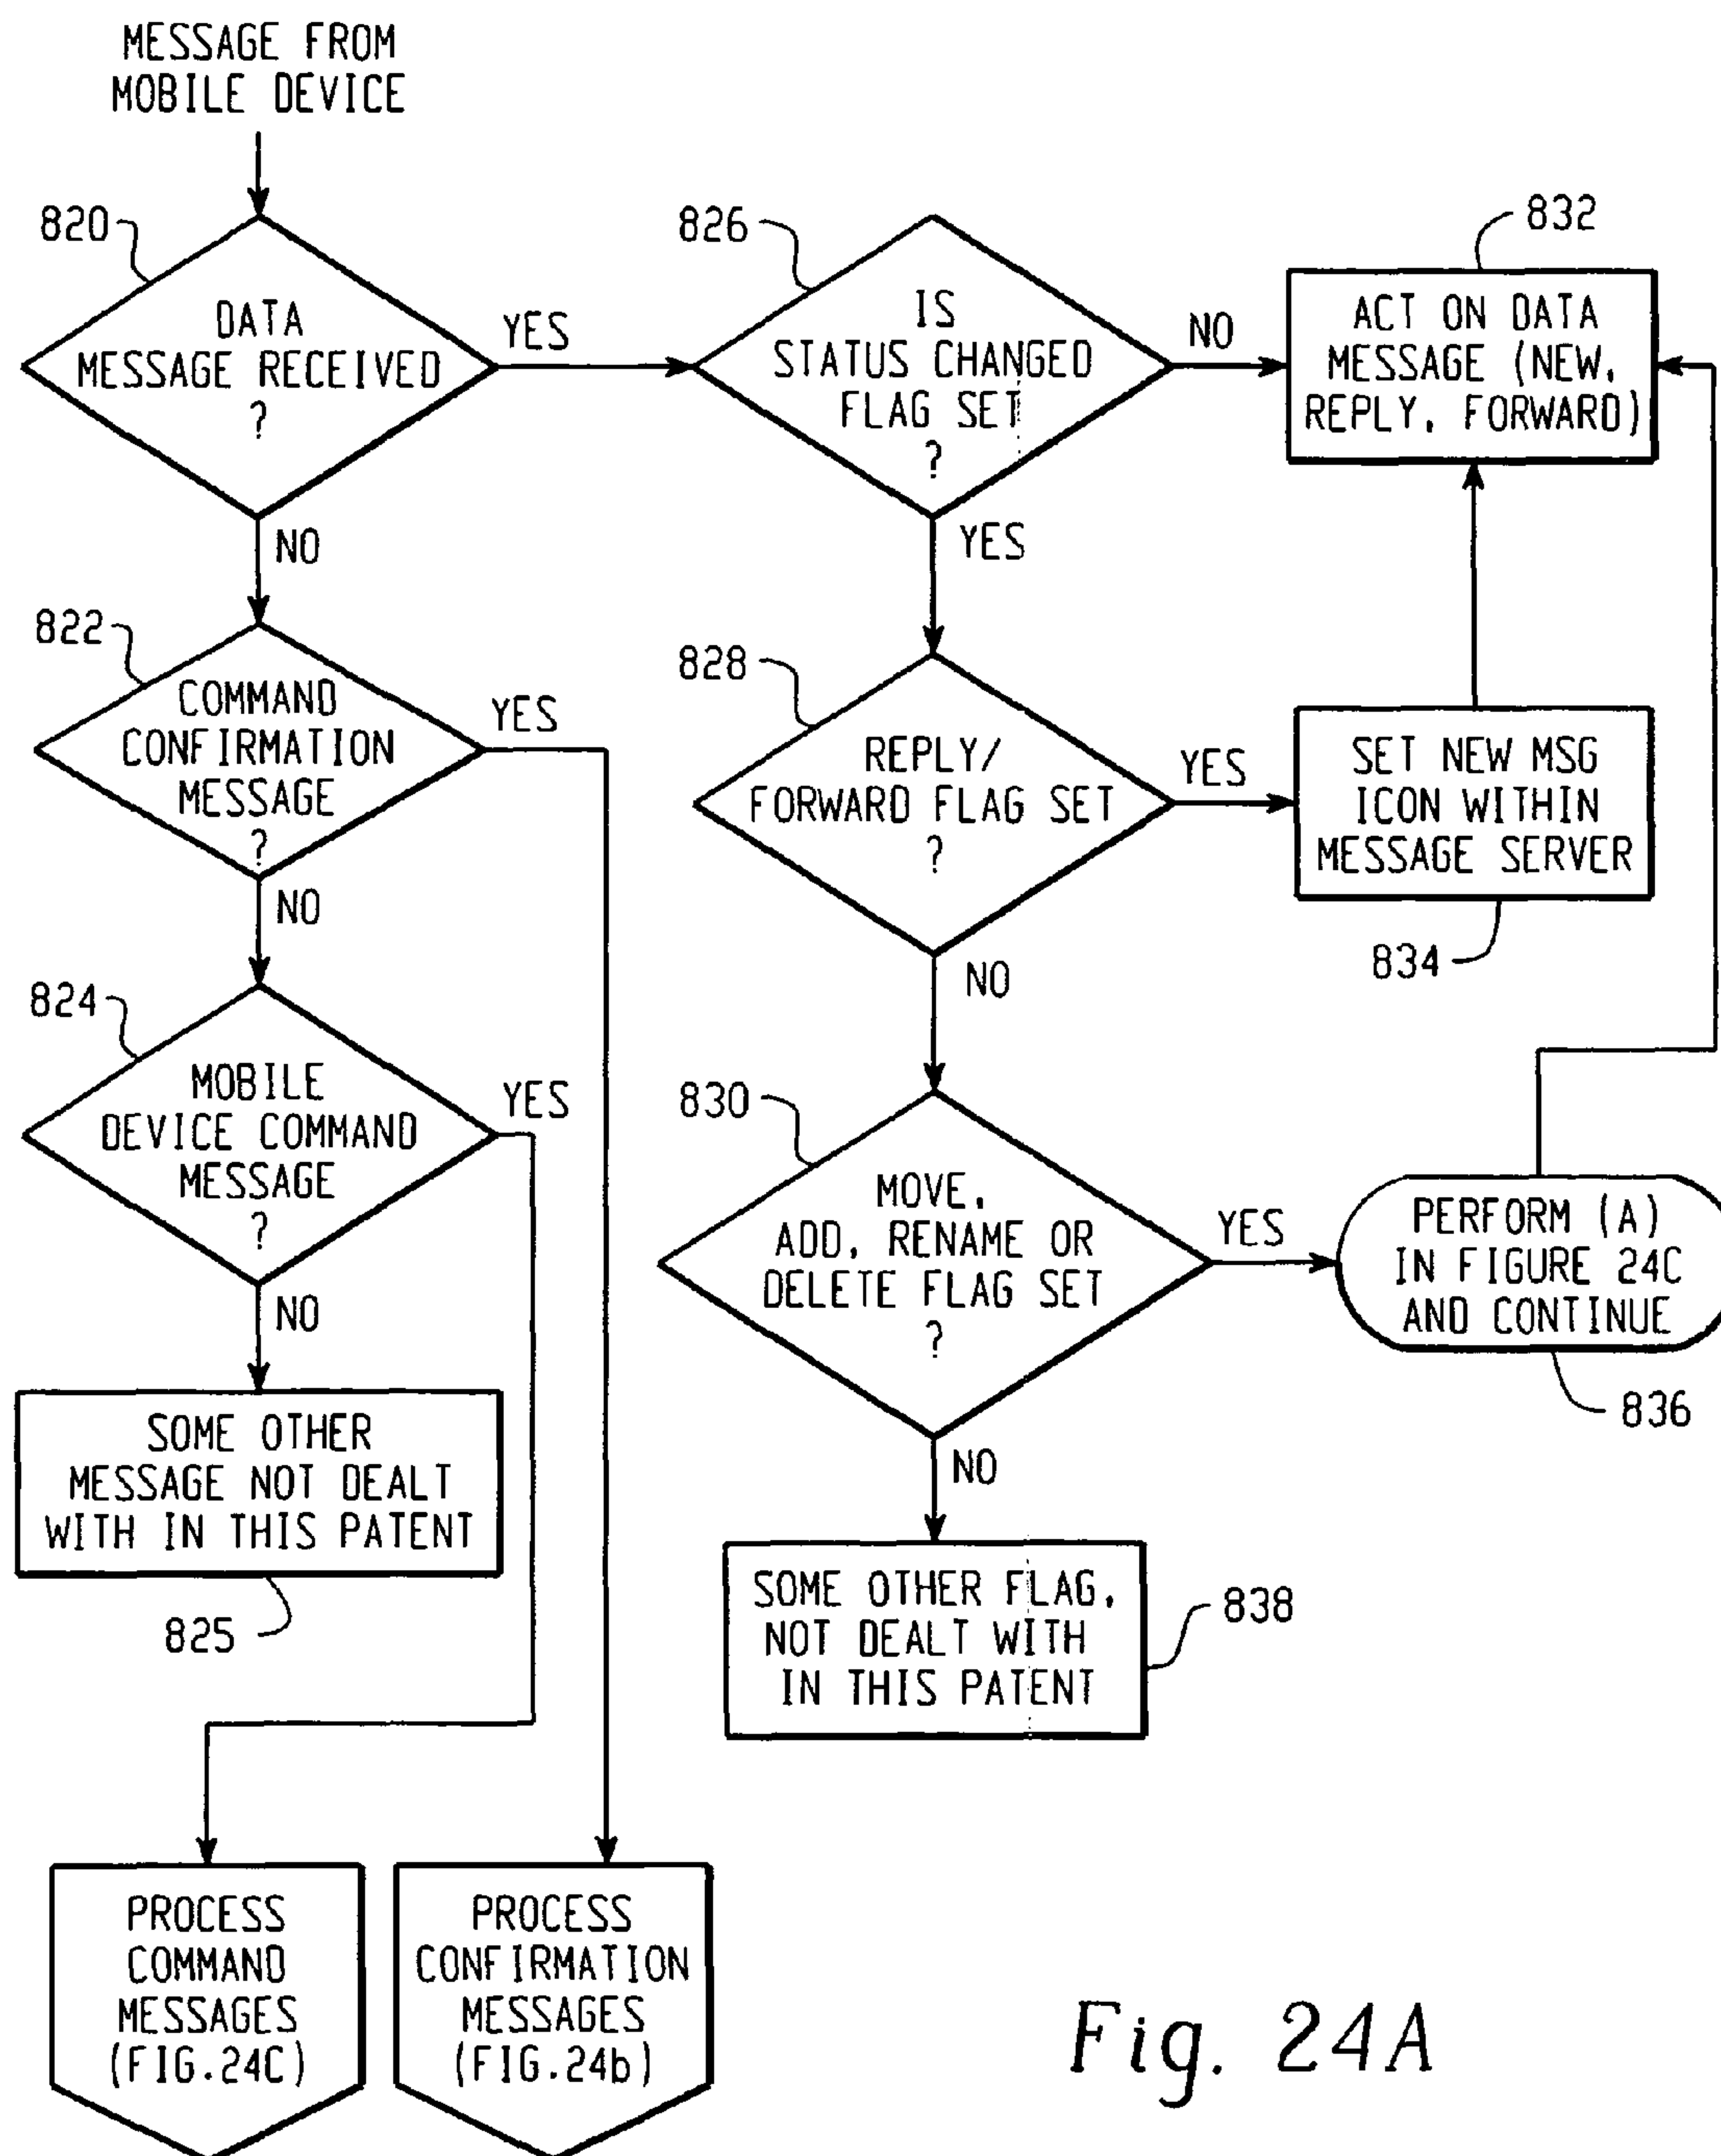 MESSAGE FROM
MOBILE DEVICE
820
DATA
MESSAGE RECEIVED
?
YES
NO
826
IS
STATUS CHANGED
FLAG SET
?
NO
YES
832
ACT ON DATA
MESSAGE (NEW,
REPLY, FORWARD)
822
COMMAND
CONFIRMATION
MESSAGE
?
YES
NO
828
REPLY/
FORWARD FLAG SET
?
YES
NO
SET NEW MSG
ICON WITHIN
MESSAGE SERVER
834
824
MOBILE
DEVICE COMMAND
MESSAGE
?
YES
NO
830
MOVE,
ADD, RENAME OR
DELETE FLAG SET
?
YES
NO
PERFORM (A)
IN FIGURE 24C
AND CONTINUE
836
SOME OTHER
MESSAGE NOT DEALT
WITH IN THIS PATENT
825
SOME OTHER FLAG,
NOT DEALT WITH
IN THIS PATENT
838
PROCESS
COMMAND
MESSAGES
(FIG.24C)
PROCESS
CONFIRMATION
MESSAGES
(FIG.24b)
Fig. 24A